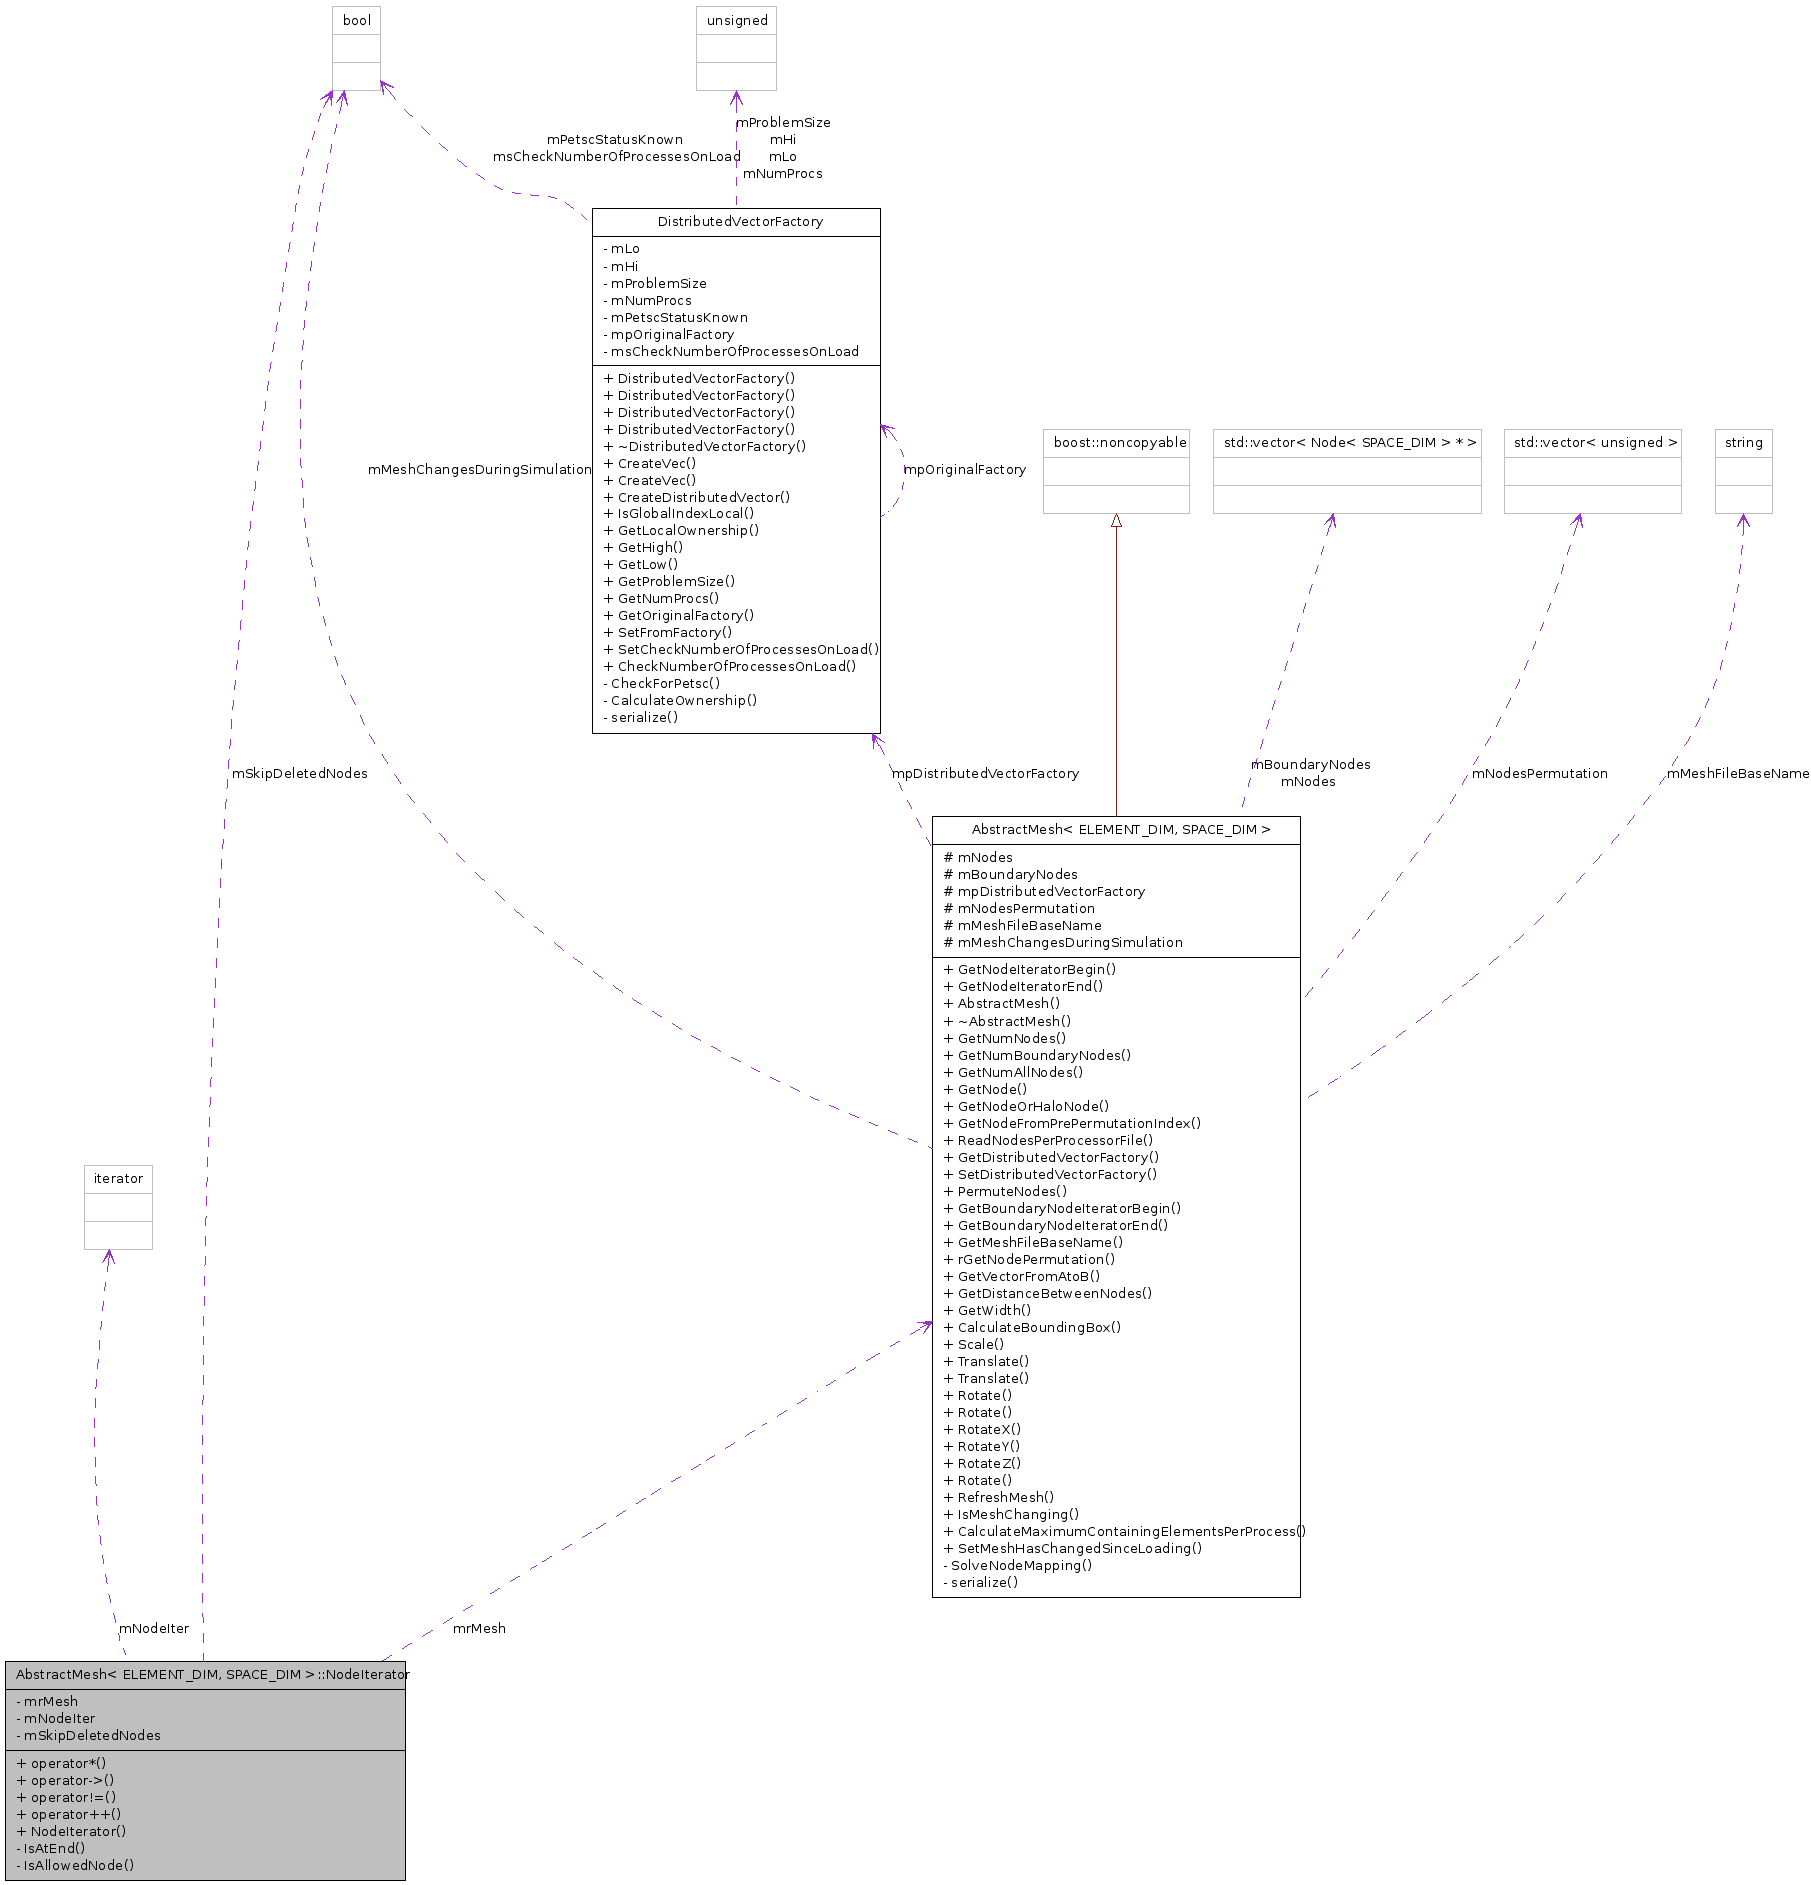 bool
unsigned
mPetscStatusKnown
msCheckNumberOfProcessesOnLoad
mProblemSize
mHi
mLo
mNumProcs
DistributedVectorFactory
- mLo
- mHi
- mProblemSize
- mNumProcs
- mPetscStatusKnown
- mpOriginalFactory
- msCheckNumberOfProcessesOnLoad
+ DistributedVectorFactory()
+ DistributedVectorFactory()
+ DistributedVectorFactory()
+ DistributedVectorFactory()
+ ~DistributedVectorFactory()
+ CreateVec()
+ CreateVec()
+ CreateDistributedVector()
+ IsGlobalIndexLocal()
+ GetLocalOwnership()
+ GetHigh()
+ GetLow()
+ GetProblemSize()
+ GetNumProcs()
+ GetOriginalFactory()
+ SetFromFactory()
+ SetCheckNumberOfProcessesOnLoad()
+ CheckNumberOfProcessesOnLoad()
- CheckForPetsc()
- CalculateOwnership()
- serialize()
mMeshChangesDuringSimulation
mpOriginalFactory
boost::noncopyable
std::vector< Node< SPACE_DIM > * >
std::vector< unsigned >
string
mSkipDeletedNodes
mpDistributedVectorFactory
mBoundaryNodes
mNodes
mNodesPermutation
mMeshFileBaseName
AbstractMesh< ELEMENT_DIM, SPACE_DIM >
# mNodes
# mBoundaryNodes
# mpDistributedVectorFactory
# mNodesPermutation
# mMeshFileBaseName
# mMeshChangesDuringSimulation
+ GetNodeIteratorBegin()
+ GetNodeIteratorEnd()
+ AbstractMesh()
+ ~AbstractMesh()
+ GetNumNodes()
+ GetNumBoundaryNodes()
+ GetNumAllNodes()
+ GetNode()
+ GetNodeOrHaloNode()
+ GetNodeFromPrePermutationIndex()
+ ReadNodesPerProcessorFile()
+ GetDistributedVectorFactory()
+ SetDistributedVectorFactory()
+ PermuteNodes()
+ GetBoundaryNodeIteratorBegin()
+ GetBoundaryNodeIteratorEnd()
+ GetMeshFileBaseName()
+ rGetNodePermutation()
+ GetVectorFromAtoB()
+ GetDistanceBetweenNodes()
+ GetWidth()
+ CalculateBoundingBox()
+ Scale()
+ Translate()
+ Translate()
+ Rotate()
+ Rotate()
+ RotateX()
+ RotateY()
+ RotateZ()
+ Rotate()
+ RefreshMesh()
+ IsMeshChanging()
+ CalculateMaximumContainingElementsPerProcess()
+ SetMeshHasChangedSinceLoading()
- SolveNodeMapping()
- serialize()
iterator
mNodeIter
mrMesh
AbstractMesh< ELEMENT_DIM, SPACE_DIM >::NodeIterator
- mrMesh
- mNodeIter
- mSkipDeletedNodes
+ operator*()
+ operator->()
+ operator!=()
+ operator++()
+ NodeIterator()
- IsAtEnd()
- IsAllowedNode()